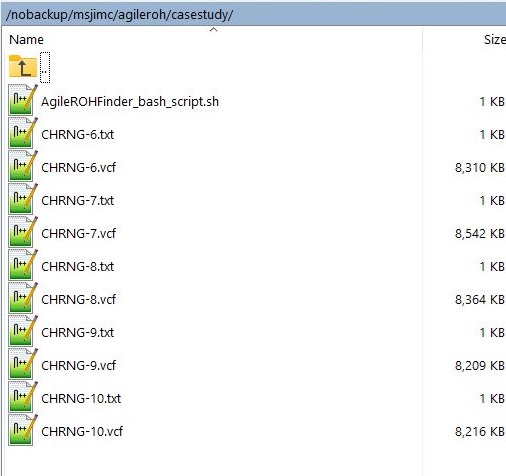 /nobackup/msjimc/agileroh/casestudy/
Name Size
..
AgileROHFinder_bash_script.sh 1 KB
CHRNG-6.txt 1 KB
CHRNG-6.vcf 8,310 KB
CHRNG-7.txt 1 KB
CHRNG-7.vcf 8,542 KB
CHRNG-8.txt 1 KB
CHRNG-8.vcf 8,364 KB
CHRNG-9.txt 1 KB
CHRNG-9.vcf 8,209 KB
CHRNG-10.txt 1 KB
CHRNG-10.vcf 8,216 KB